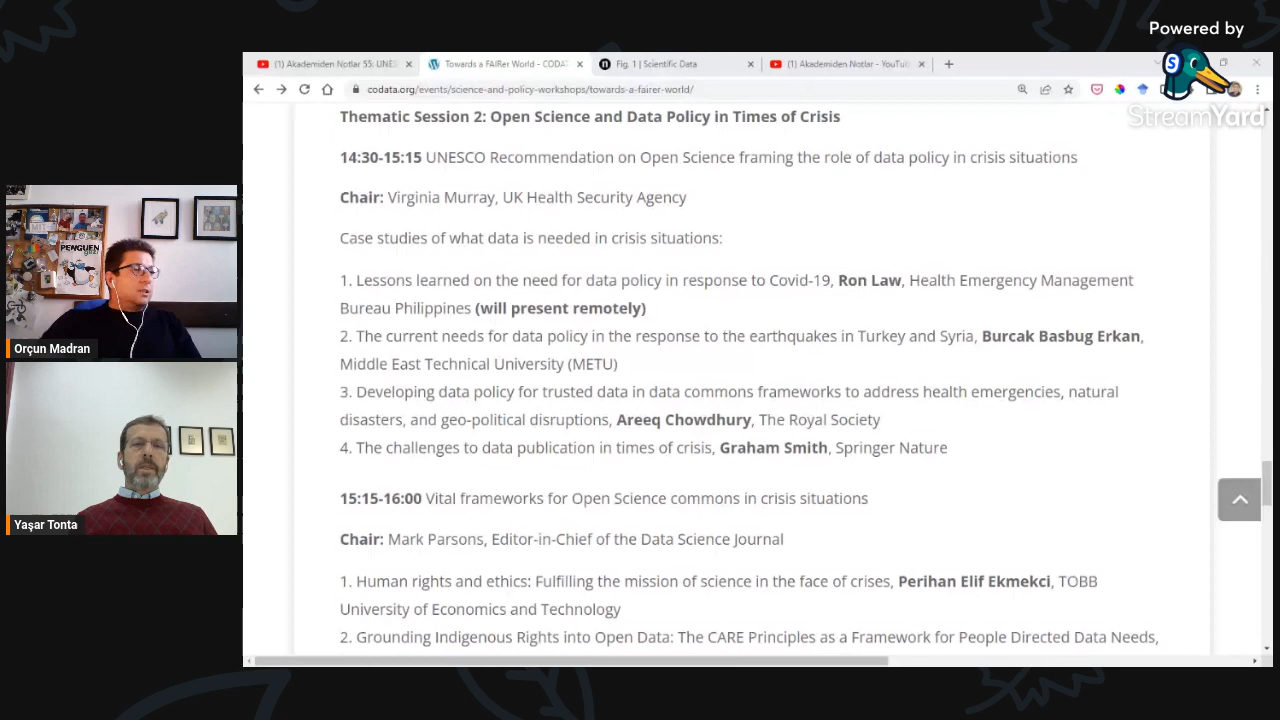 Powered by
StreamYard
(1) Akademiden Notlar 55: UNES
Towards a FAIRer World - CODAT
Fig. 1 | Scientific Data
(1) Akademiden Notlar - YouTub
codata.org/events/science-and-policy-workshops/towards-a-fairer-world/
Thematic Session 2: Open Science and Data Policy in Times of Crisis
14:30-15:15 UNESCO Recommendation on Open Science framing the role of data policy in crisis situations
Chair: Virginia Murray, UK Health Security Agency
Case studies of what data is needed in crisis situations:
1. Lessons learned on the need for data policy in response to Covid-19, Ron Law, Health Emergency Management
Bureau Philippines (will present remotely)
2. The current needs for data policy in the response to the earthquakes in Turkey and Syria, Burcak Basbug Erkan,
Middle East Technical University (METU)
3. Developing data policy for trusted data in data commons frameworks to address health emergencies, natural
disasters, and geo-political disruptions, Areeq Chowdhury, The Royal Society
4. The challenges to data publication in times of crisis, Graham Smith, Springer Nature
15:15-16:00 Vital frameworks for Open Science commons in crisis situations
Chair: Mark Parsons, Editor-in-Chief of the Data Science Journal
1. Human rights and ethics: Fulfilling the mission of science in the face of crises, Perihan Elif Ekmekci, TOBB
University of Economics and Technology
2. Grounding Indigenous Rights into Open Data: The CARE Principles as a Framework for People Directed Data Needs,
MIT
PENGUEN
Orçun Madran
Yaşar Tonta